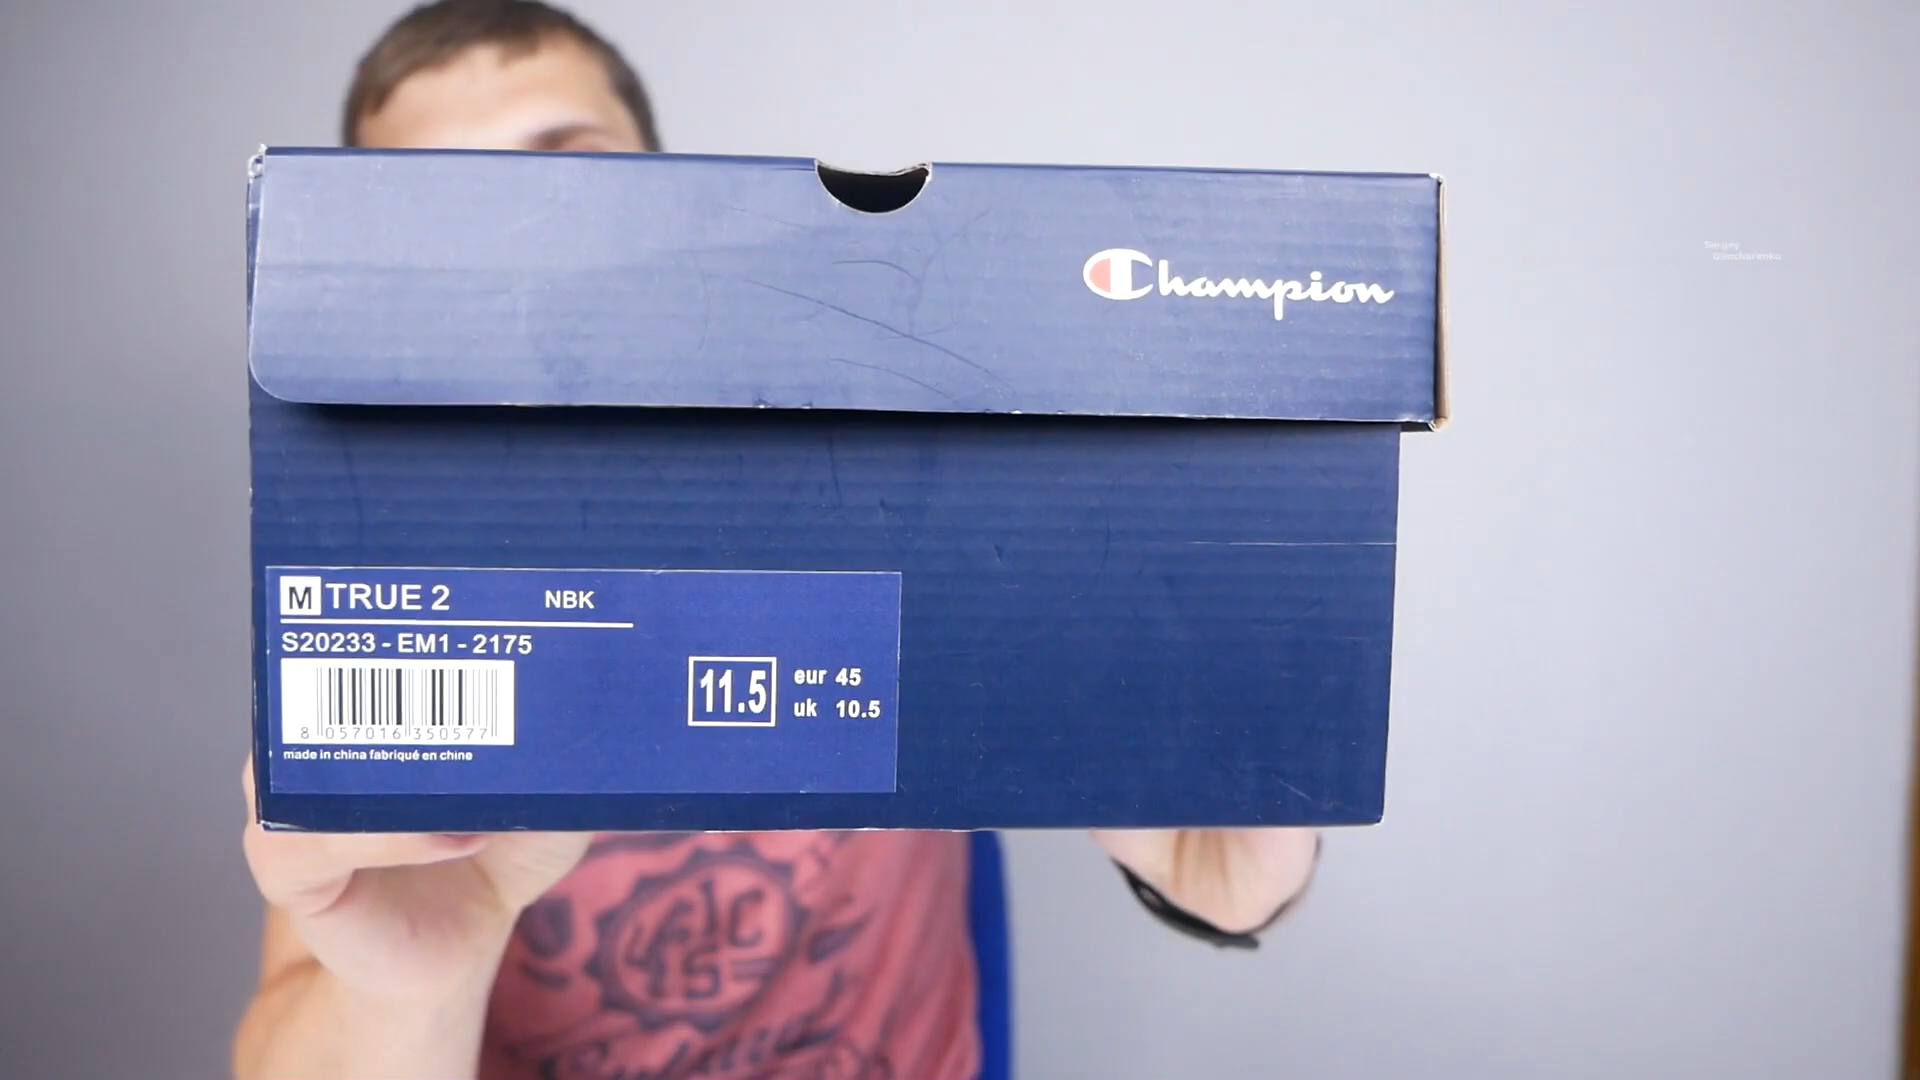 Champion
M TRUE 2 NBK
S20233 - EM1 - 2175
11.5 eur 45
uk 10.5
8 057016 350577
made in china fabriqué en chine
Sergey